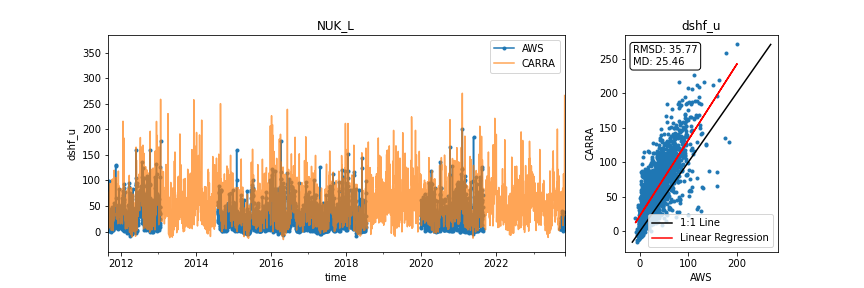 NUK_L
dshf_u
350
300
250
200
150
100
50
0
dshf_u
AWS
CARRA
2012
2014
2016
2018
2020
2022
time
RMSD: 35.77
MD: 25.46
250
200
150
100
50
0
CARRA
1:1 Line
Linear Regression
0
100
200
AWS